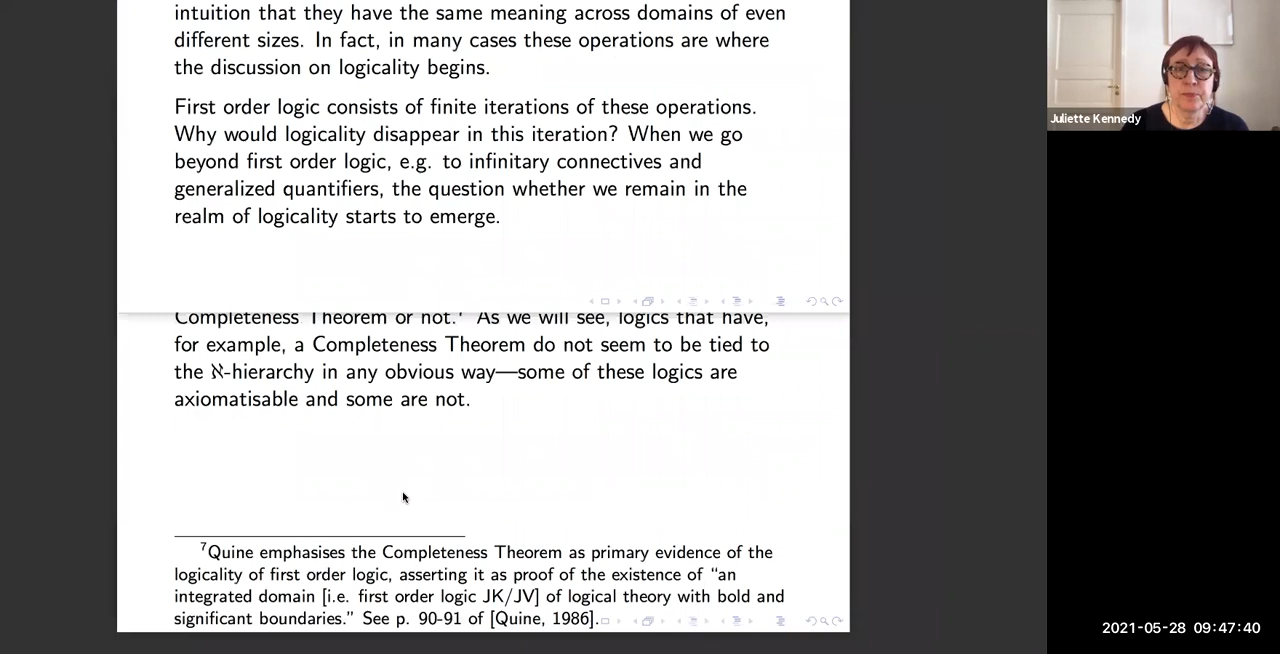 intuition that they have the same meaning across domains of even
different sizes. In fact, in many cases these operations are where
the discussion on logicality begins.
First order logic consists of finite iterations of these operations.
Why would logicality disappear in this iteration? When we go
beyond first order logic, e.g. to infinitary connectives and
generalized quantifiers, the question whether we remain in the
realm of logicality starts to emerge.
Completeness Theorem or not.⁷ As we will see, logics that have,
for example, a Completeness Theorem do not seem to be tied to
the ℵ-hierarchy in any obvious way—some of these logics are
axiomatisable and some are not.
⁷Quine emphasises the Completeness Theorem as primary evidence of the
logicality of first order logic, asserting it as proof of the existence of “an
integrated domain [i.e. first order logic JK/JV] of logical theory with bold and
significant boundaries.” See p. 90-91 of [Quine, 1986].
Juliette Kennedy
2021-05-28 09:47:40